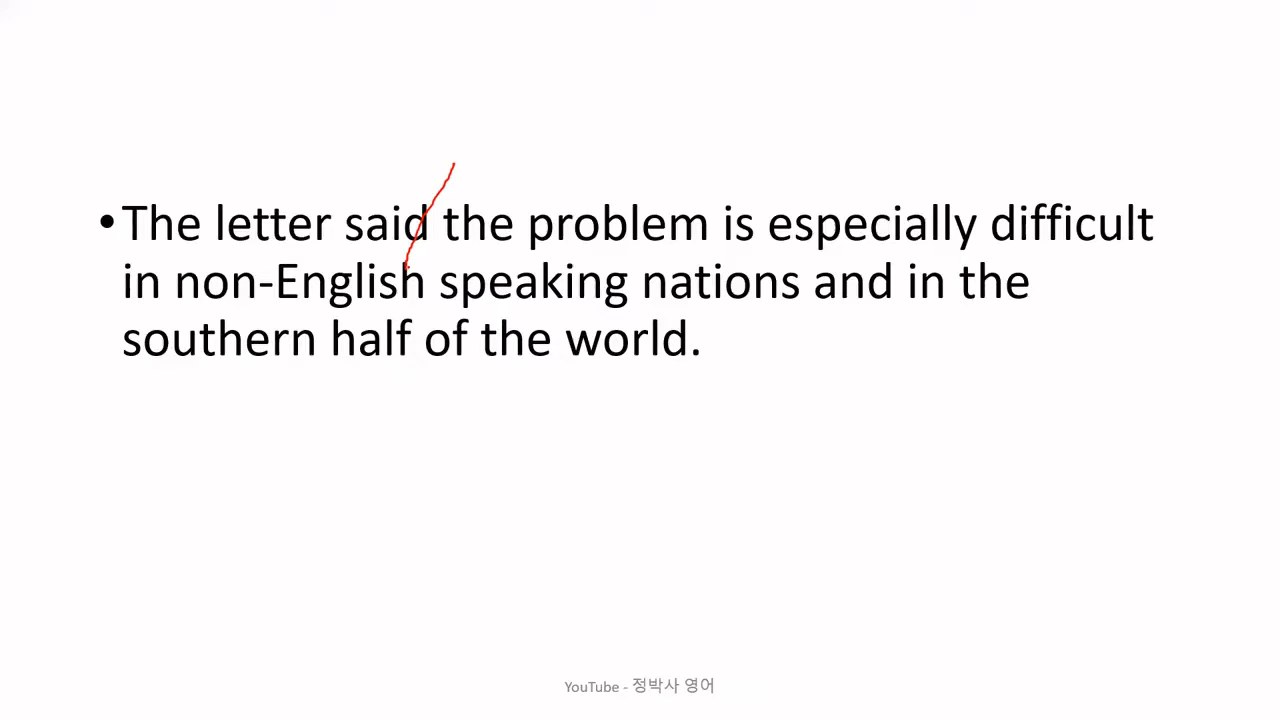 •The letter said the problem is especially difficult
in non-English speaking nations and in the
southern half of the world.
YouTube - 정박사 영어